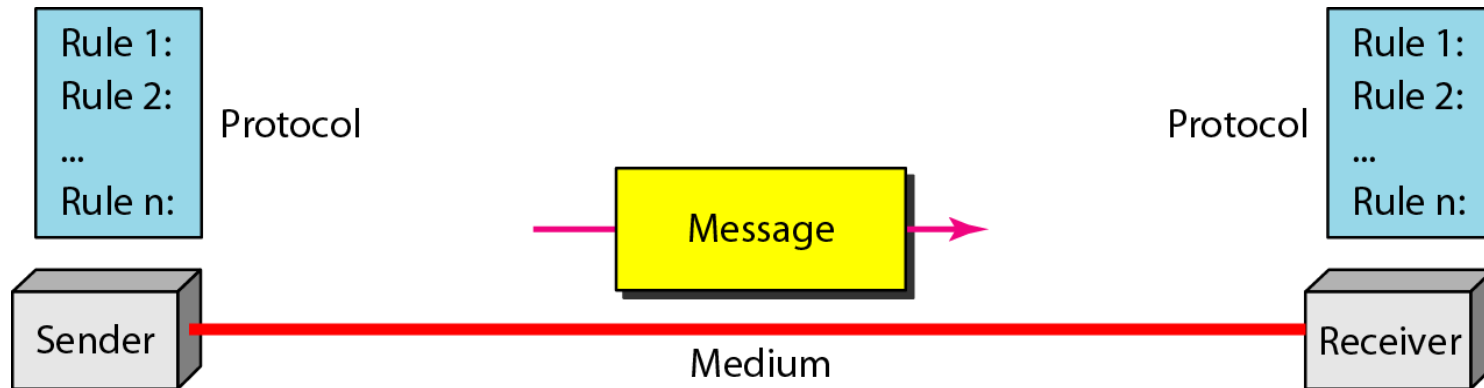 Rule 1:
Rule 2:
...
Rule n:
Protocol
Protocol
Rule 1:
Rule 2:
...
Rule n:
Message
Sender
Medium
Receiver